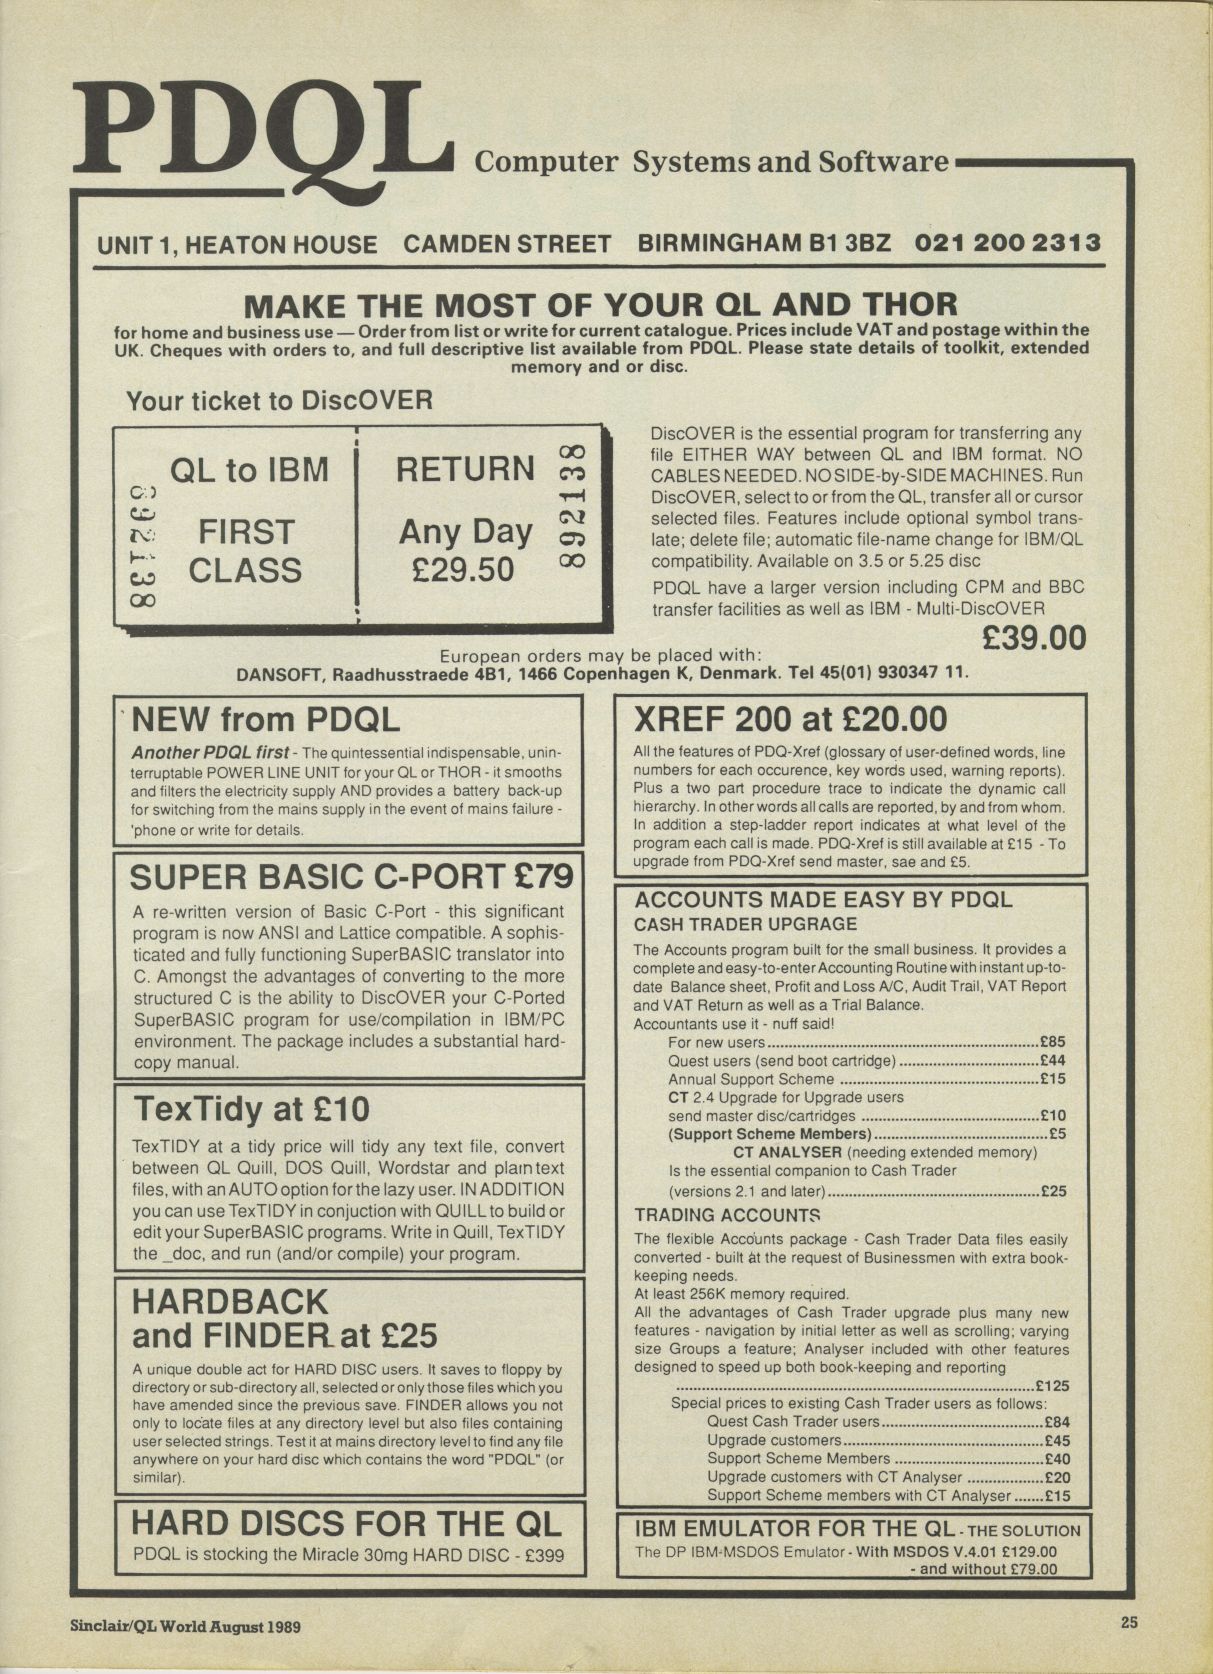 PDQL Computer Systems and Software
UNIT 1, HEATON HOUSE CAMDEN STREET BIRMINGHAM B1 3BZ 021 200 2313
MAKE THE MOST OF YOUR QL AND THOR
for home and business use — Order from list or write for current catalogue. Prices include VAT and postage within the
UK. Cheques with orders to, and full descriptive list available from PDQL. Please state details of toolkit, extended
memory and or disc.
Your ticket to DiscOVER
QL to IBM
FIRST
CLASS
892138
RETURN
Any Day
£29.50
892138
DiscOVER is the essential program for transferring any
file EITHER WAY between QL and IBM format. NO
CABLES NEEDED. NO SIDE-by-SIDE MACHINES. Run
DiscOVER, select to or from the QL, transfer all or cursor
selected files. Features include optional symbol trans-
late; delete file; automatic file-name change for IBM/QL
compatibility. Available on 3.5 or 5.25 disc
PDQL have a larger version including CPM and BBC
transfer facilities as well as IBM - Multi-DiscOVER
£39.00
European orders may be placed with:
DANSOFT, Raadhusstraede 4B1, 1466 Copenhagen K, Denmark. Tel 45(01) 930347 11.
NEW from PDQL
Another PDQL first - The quintessential indispensable, unin-
terruptable POWER LINE UNIT for your QL or THOR - it smooths
and filters the electricity supply AND provides a battery back-up
for switching from the mains supply in the event of mains failure -
'phone or write for details.
SUPER BASIC C-PORT £79
A re-written version of Basic C-Port - this significant
program is now ANSI and Lattice compatible. A sophis-
ticated and fully functioning SuperBASIC translator into
C. Amongst the advantages of converting to the more
structured C is the ability to DiscOVER your C-Ported
SuperBASIC program for use/compilation in IBM/PC
environment. The package includes a substantial hard-
copy manual.
TexTidy at £10
TexTIDY at a tidy price will tidy any text file, convert
between QL Quill, DOS Quill, Wordstar and plain text
files, with an AUTO option for the lazy user. IN ADDITION
you can use TexTIDY in conjuction with QUILL to build or
edit your SuperBASIC programs. Write in Quill, TexTIDY
the _doc, and run (and/or compile) your program.
HARDBACK
and FINDER at £25
A unique double act for HARD DISC users. It saves to floppy by
directory or sub-directory all, selected or only those files which you
have amended since the previous save. FINDER allows you not
only to locate files at any directory level but also files containing
user selected strings. Test it at mains directory level to find any file
anywhere on your hard disc which contains the word "PDQL" (or
similar).
HARD DISCS FOR THE QL
PDQL is stocking the Miracle 30mg HARD DISC - £399
XREF 200 at £20.00
All the features of PDQ-Xref (glossary of user-defined words, line
numbers for each occurence, key words used, warning reports).
Plus a two part procedure trace to indicate the dynamic call
hierarchy. In other words all calls are reported, by and from whom.
In addition a step-ladder report indicates at what level of the
program each call is made. PDQ-Xref is still available at £15 - To
upgrade from PDQ-Xref send master, sae and £5.
ACCOUNTS MADE EASY BY PDQL
CASH TRADER UPGRAGE
The Accounts program built for the small business. It provides a
complete and easy-to-enter Accounting Routine with instant up-to-
date Balance sheet, Profit and Loss A/C, Audit Trail, VAT Report
and VAT Return as well as a Trial Balance.
Accountants use it - nuff said!
For new users ........ £85
Quest users (send boot cartridge) ........ £44
Annual Support Scheme ........ £15
CT 2.4 Upgrade for Upgrade users
send master disc/cartridges ........ £10
(Support Scheme Members) ........ £5
CT ANALYSER (needing extended memory)
Is the essential companion to Cash Trader
(versions 2.1 and later) ........ £25
TRADING ACCOUNTS
The flexible Accounts package - Cash Trader Data files easily
converted - built at the request of Businessmen with extra book-
keeping needs.
At least 256K memory required.
All the advantages of Cash Trader upgrade plus many new
features - navigation by initial letter as well as scrolling; varying
size Groups a feature; Analyser included with other features
designed to speed up both book-keeping and reporting
........ £125
Special prices to existing Cash Trader users as follows:
Quest Cash Trader users ........ £84
Upgrade customers ........ £45
Support Scheme Members ........ £40
Upgrade customers with CT Analyser ........ £20
Support Scheme members with CT Analyser ....... £15
IBM EMULATOR FOR THE QL - THE SOLUTION
The DP IBM-MSDOS Emulator - With MSDOS V.4.01 £129.00
- and without £79.00
Sinclair/QL World August 1989
25